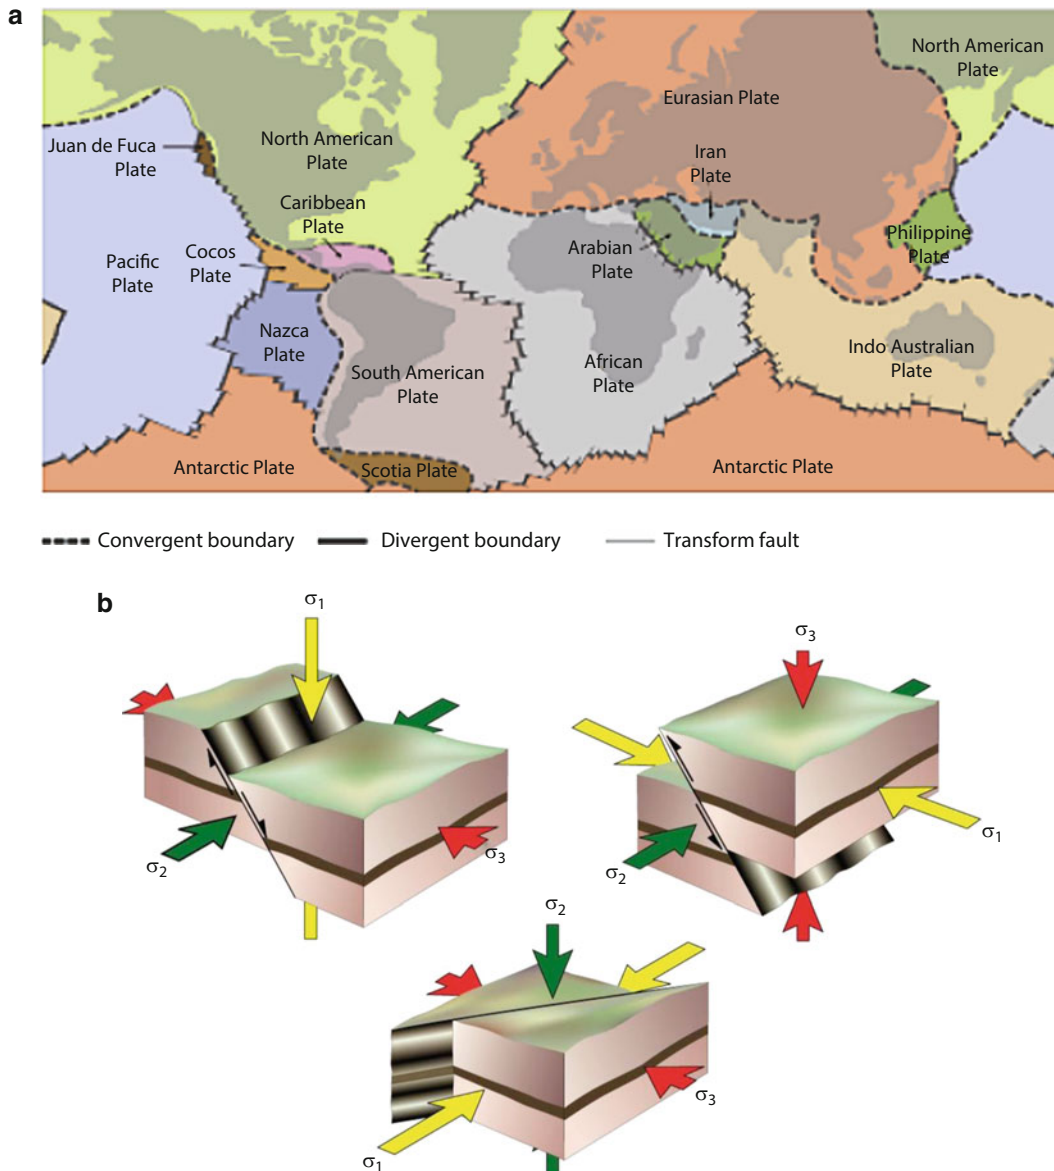 a
North American
Plate
Eurasian Plate
Juan de Fuca
Plate
North American
Plate
Iran
Plate
Caribbean
Plate
Philippine
Plate
Arabian
Plate
Cocos
Plate
Pacific
Plate
Nazca
Plate
Indo Australian
Plate
African
Plate
South American
Plate
Antarctic Plate
Scotia Plate
Antarctic Plate
Convergent boundary
Divergent boundary
Transform fault
b
σ1
σ2
σ3
σ3
σ1
σ2
σ2
σ3
σ1